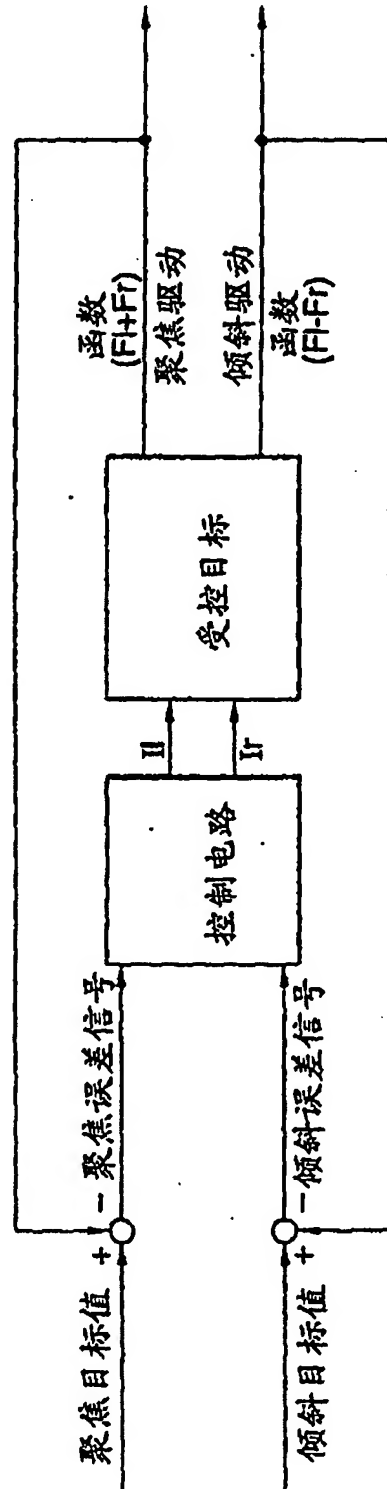 聚焦目标值
+
−
聚焦误差信号
倾斜目标值
+
−
倾斜误差信号
控制电路
Il
Ir
受控目标
函数
(Fl+Fr)
聚焦驱动
倾斜驱动
函数
(Fl-Fr)